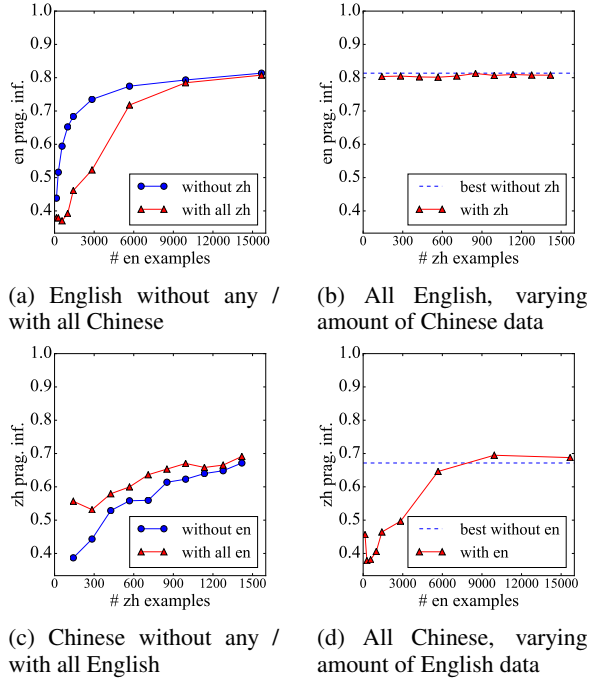 1.0
0.9
0.8
0.7
0.6
0.5
0.4
en prag. inf.
without zh
with all zh
0 3000 6000 9000 12000 15000
# en examples
(a) English without any /
with all Chinese
1.0
0.9
0.8
0.7
0.6
0.5
0.4
en prag. inf.
best without zh
with zh
0 300 600 900 1200 1500
# zh examples
(b) All English, varying
amount of Chinese data
1.0
0.9
0.8
0.7
0.6
0.5
0.4
zh prag. inf.
without en
with all en
0 300 600 900 1200 1500
# zh examples
(c) Chinese without any /
with all English
1.0
0.9
0.8
0.7
0.6
0.5
0.4
zh prag. inf.
best without en
with en
0 3000 6000 9000 12000 15000
# en examples
(d) All Chinese, varying
amount of English data